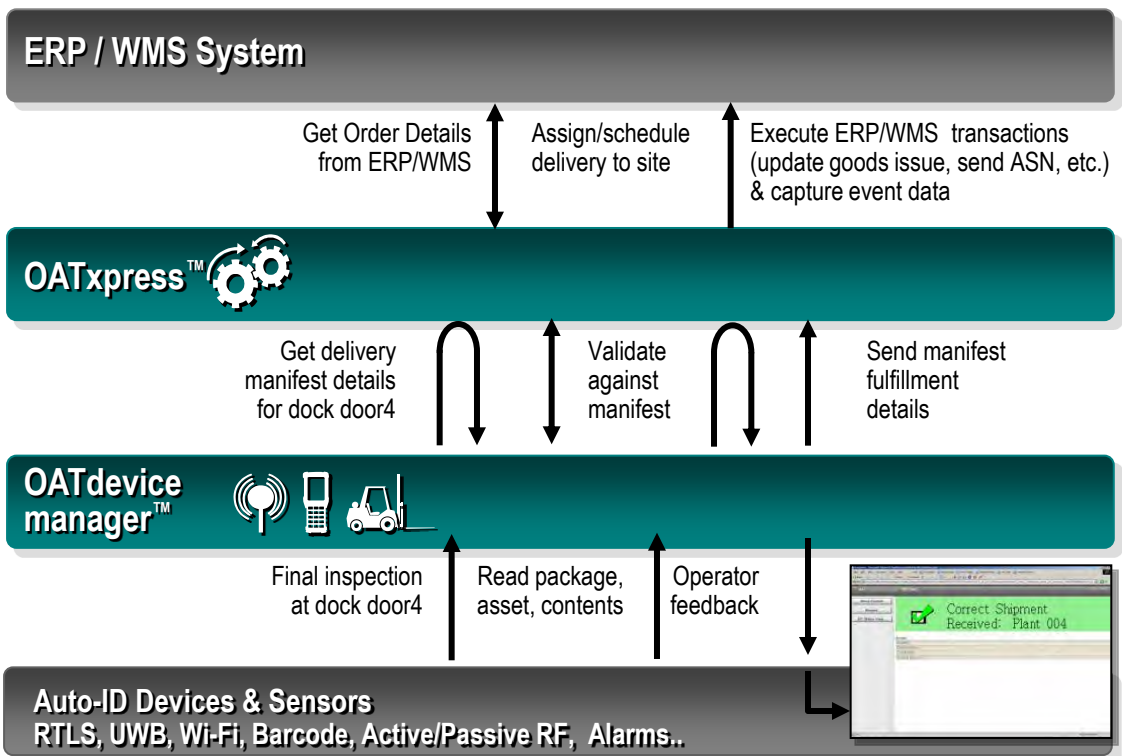 ERP / WMS System
Get Order Details
from ERP/WMS
Assign/schedule
delivery to site
Execute ERP/WMS transactions
(update goods issue, send ASN, etc.)
& capture event data
OATxpress™
Get delivery
manifest details
for dock door4
Validate
against
manifest
Send manifest
fulfillment
details
OATdevice
manager™
Final inspection
at dock door4
Read package,
asset, contents
Operator
feedback
Correct Shipment
Received: Plant 004
Auto-ID Devices & Sensors
RTLS, UWB, Wi-Fi, Barcode, Active/Passive RF, Alarms..